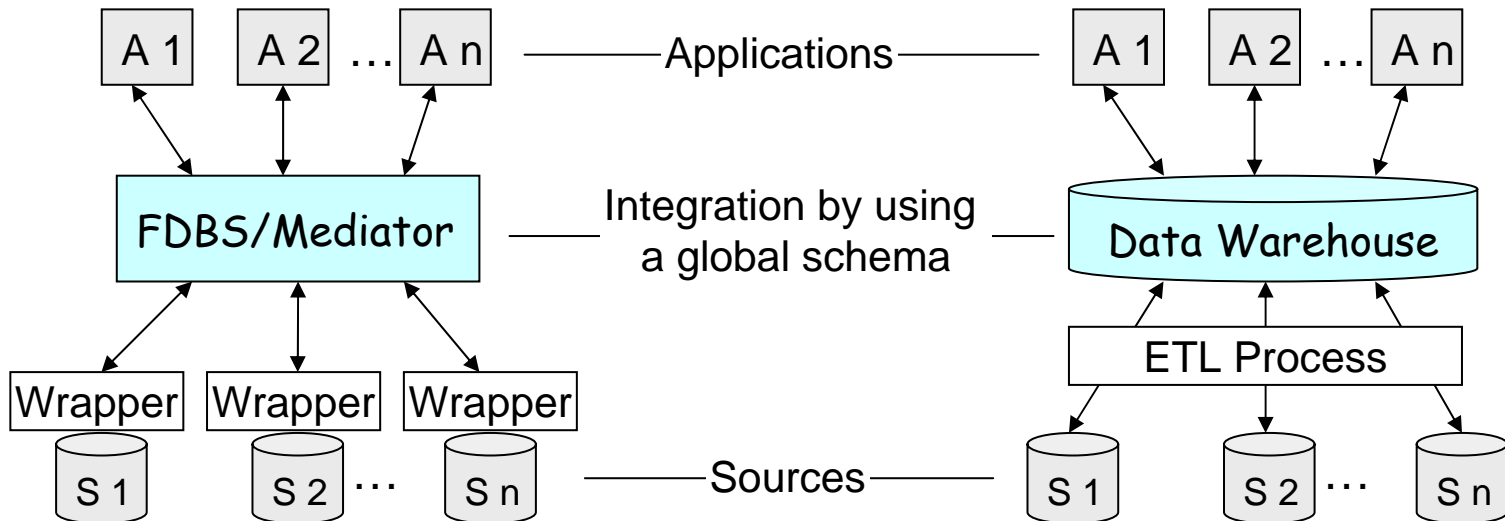 A 1 A 2 … A n Applications A 1 A 2 … A n
FDBS/Mediator
Integration by using
a global schema
Data Warehouse
ETL Process
Wrapper Wrapper Wrapper
S 1 S 2 … S n Sources S 1 S 2 … S n